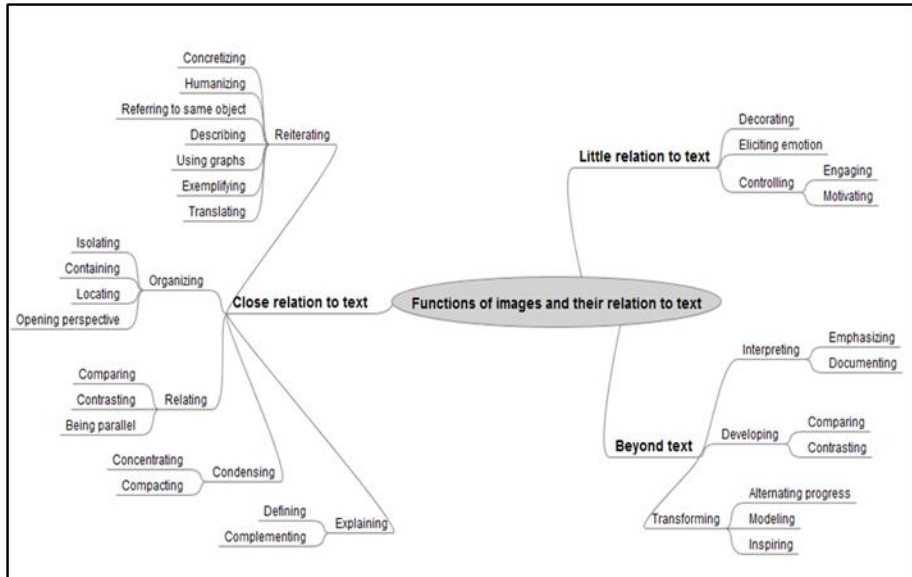 Functions of images and their relation to text
Little relation to text
Decorating
Eliciting emotion
Controlling
Engaging
Motivating
Close relation to text
Reiterating
Concretizing
Humanizing
Referring to same object
Describing
Using graphs
Exemplifying
Translating
Organizing
Isolating
Containing
Locating
Opening perspective
Relating
Comparing
Contrasting
Being parallel
Condensing
Concentrating
Compacting
Explaining
Defining
Complementing
Beyond text
Interpreting
Emphasizing
Documenting
Developing
Comparing
Contrasting
Transforming
Alternating progress
Modeling
Inspiring